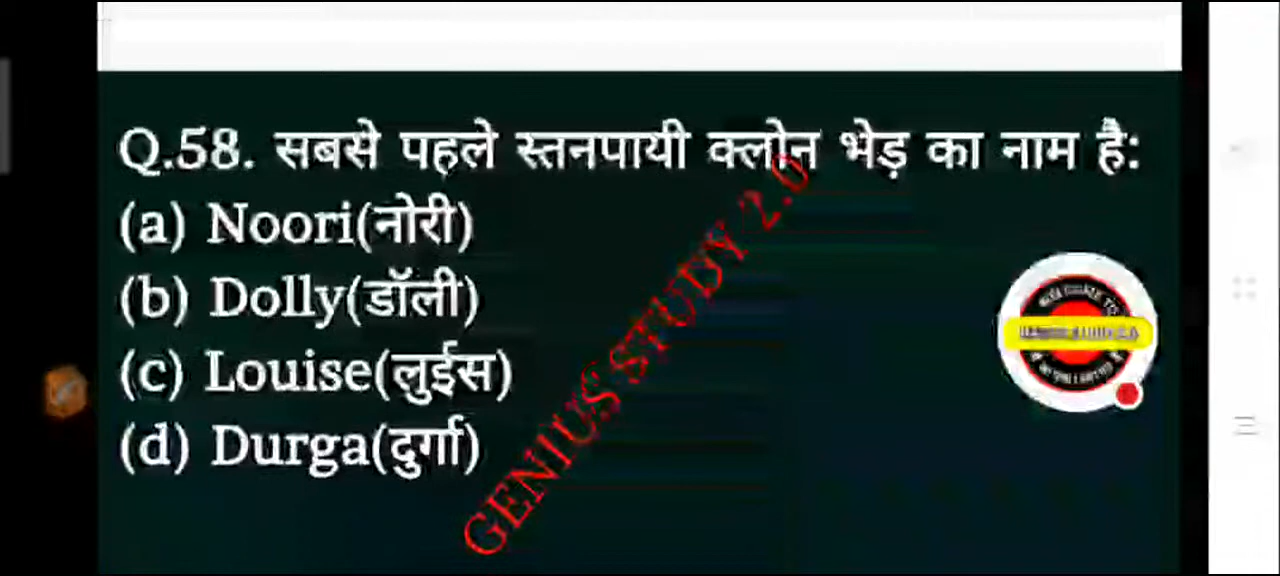 Q.58. सबसे पहले स्तनपायी क्लोन भेड़ का नाम है:
(a) Noori(नोरी)
(b) Dolly(डॉली)
(c) Louise(लुईस)
(d) Durga(दुर्गा)
GENIUS STUDY 2.0